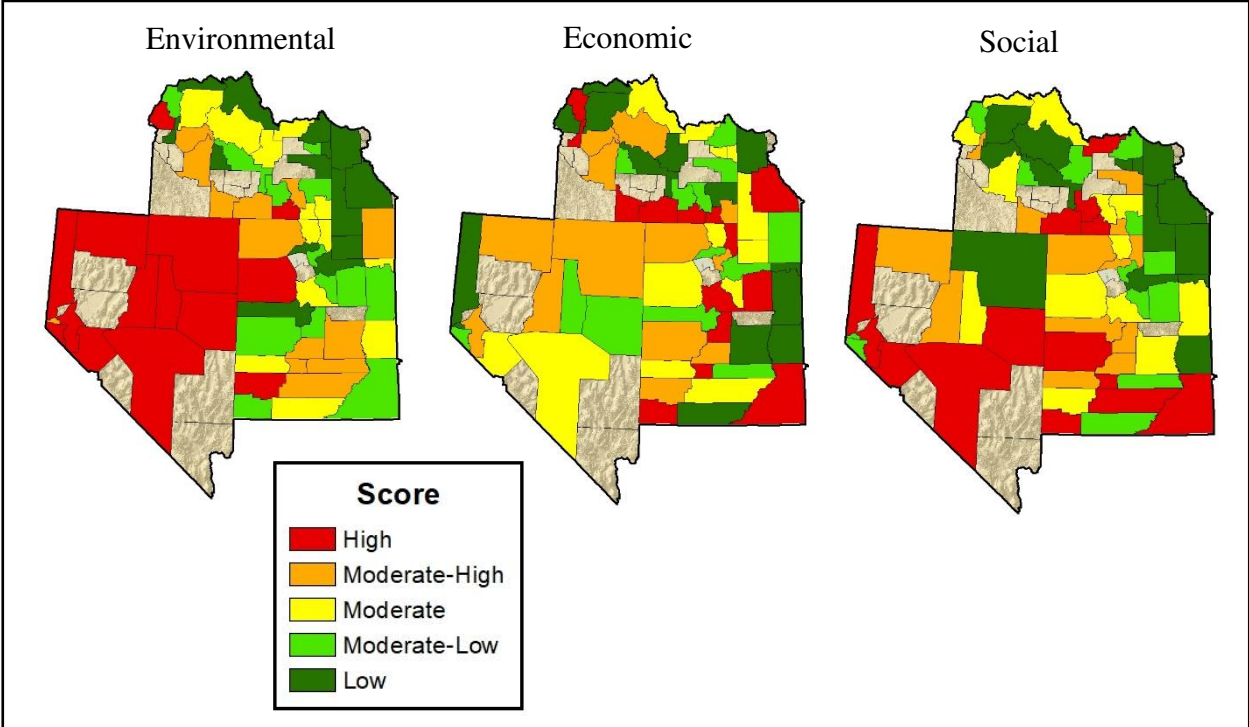 Environmental
Economic
Social
Score
High
Moderate-High
Moderate
Moderate-Low
Low